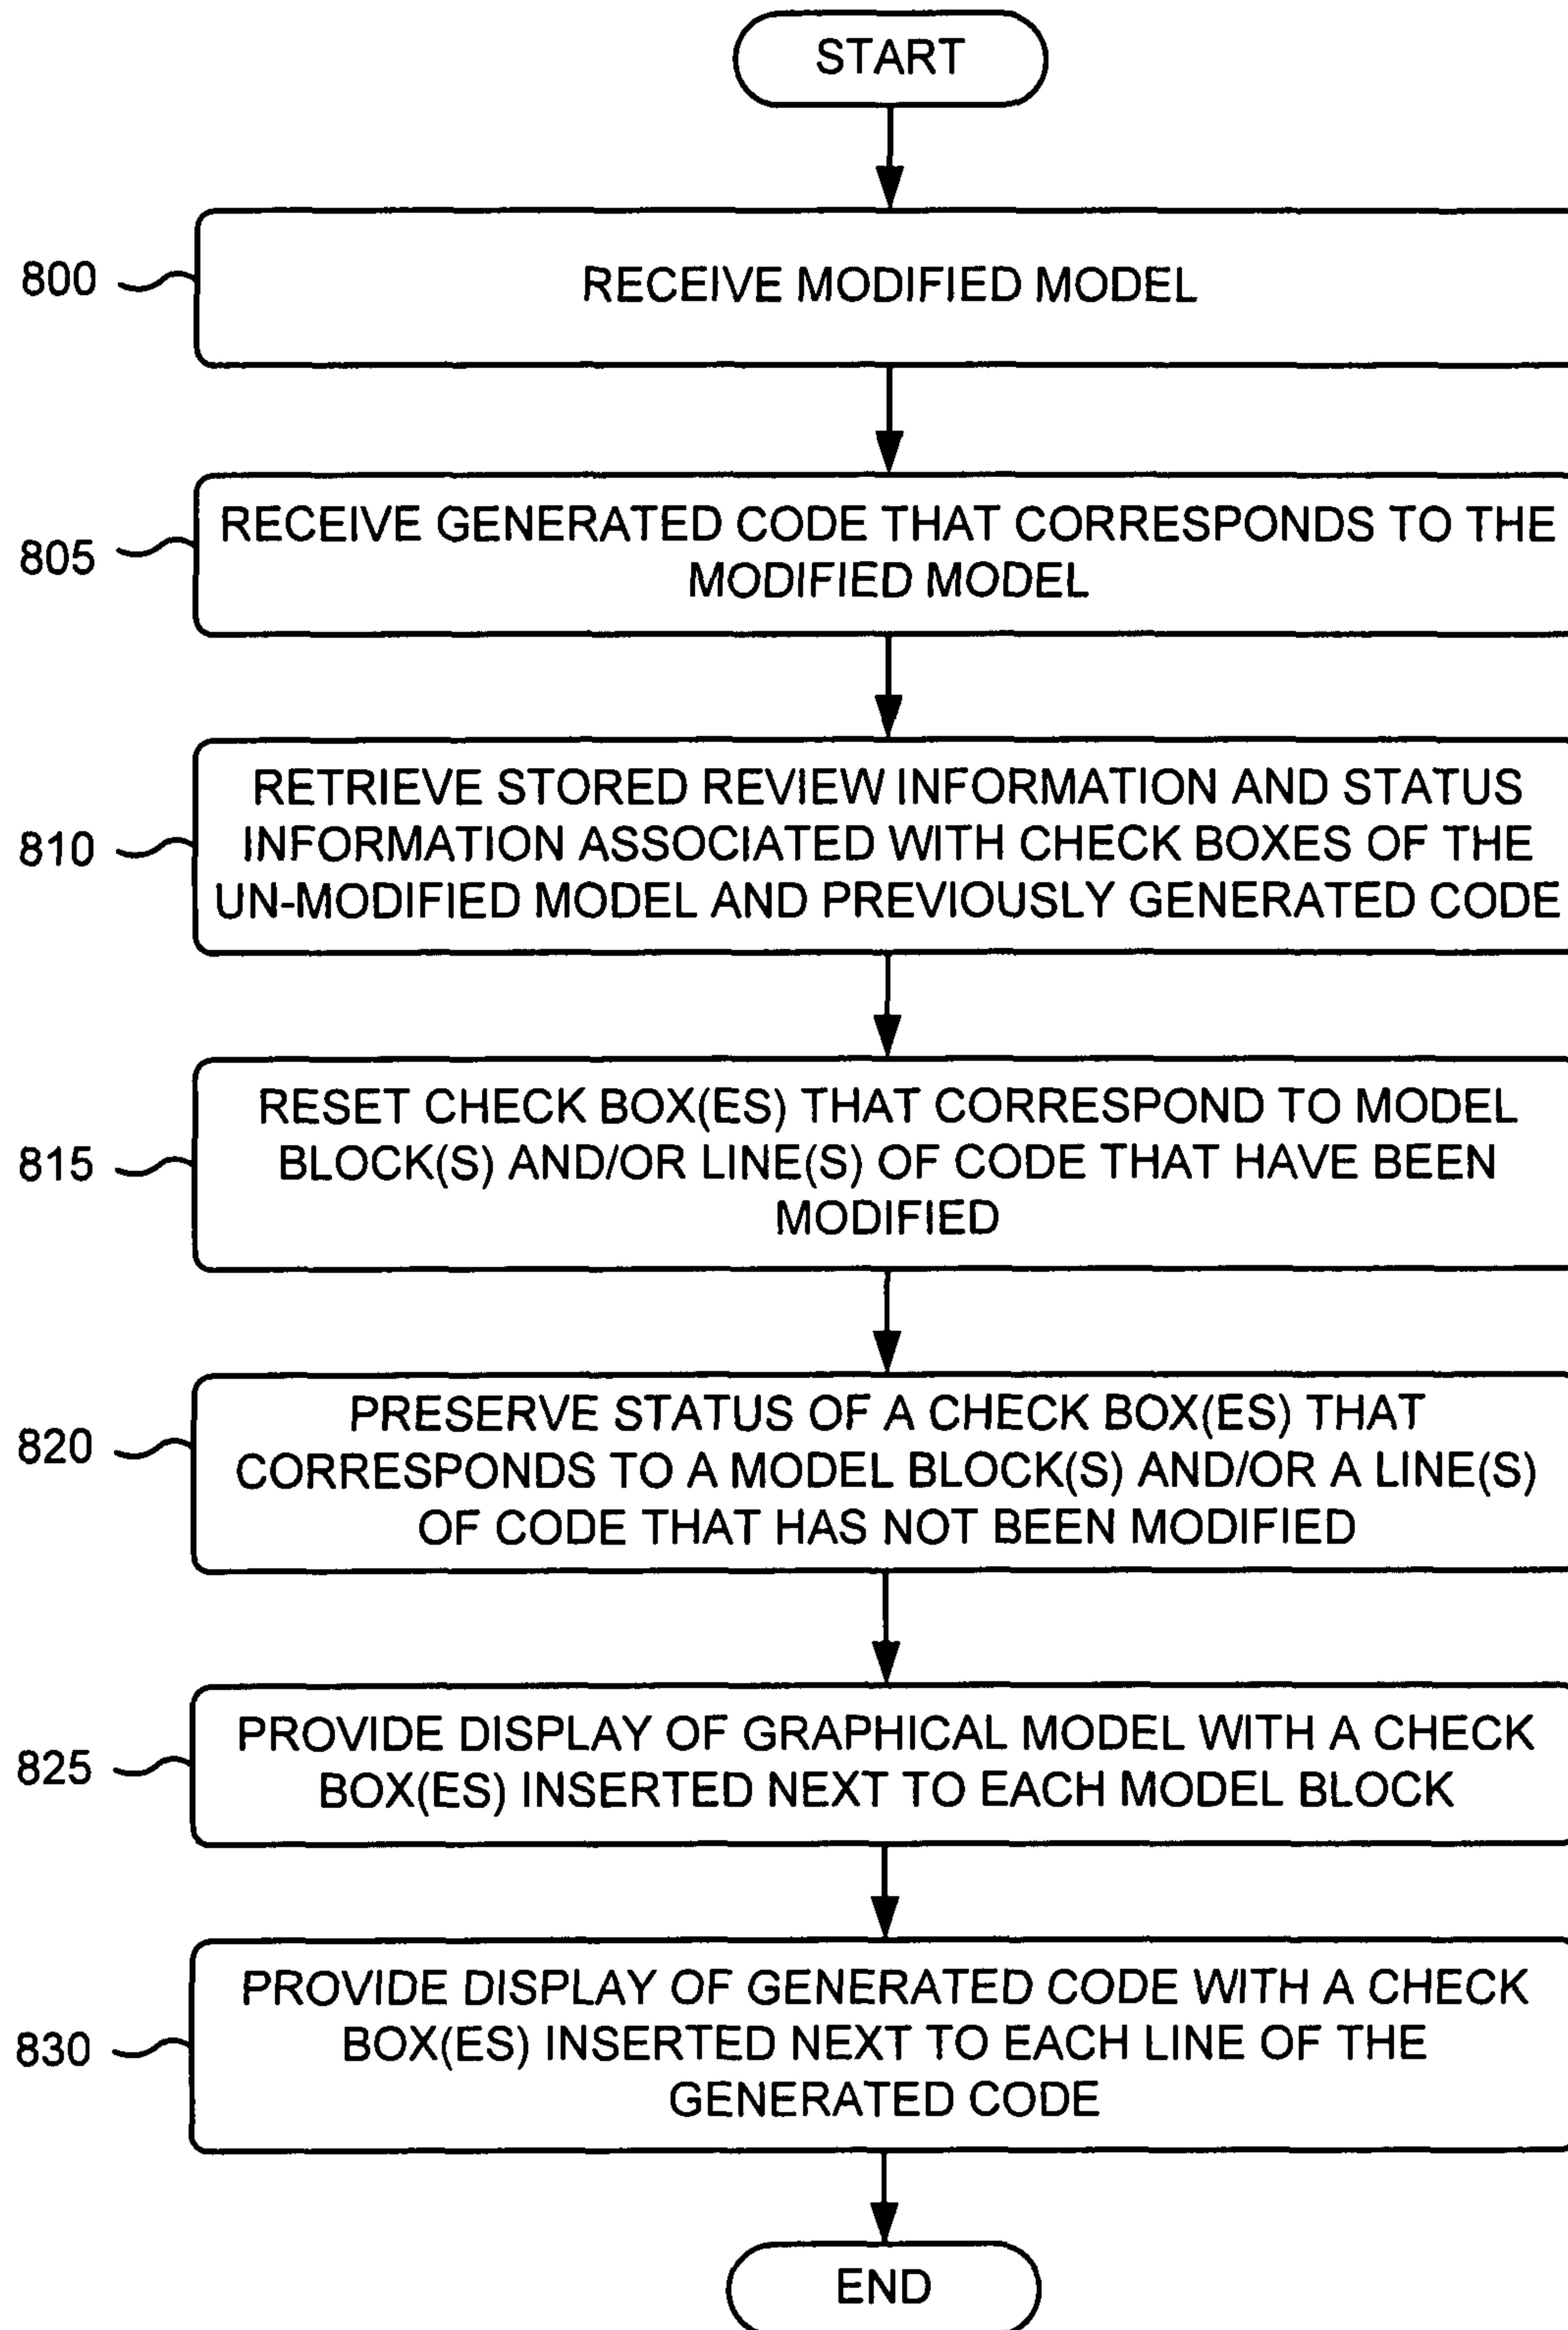 START
800
RECEIVE MODIFIED MODEL
805
RECEIVE GENERATED CODE THAT CORRESPONDS TO THE
MODIFIED MODEL
810
RETRIEVE STORED REVIEW INFORMATION AND STATUS
INFORMATION ASSOCIATED WITH CHECK BOXES OF THE
UN-MODIFIED MODEL AND PREVIOUSLY GENERATED CODE
815
RESET CHECK BOX(ES) THAT CORRESPOND TO MODEL
BLOCK(S) AND/OR LINE(S) OF CODE THAT HAVE BEEN
MODIFIED
820
PRESERVE STATUS OF A CHECK BOX(ES) THAT
CORRESPONDS TO A MODEL BLOCK(S) AND/OR A LINE(S)
OF CODE THAT HAS NOT BEEN MODIFIED
825
PROVIDE DISPLAY OF GRAPHICAL MODEL WITH A CHECK
BOX(ES) INSERTED NEXT TO EACH MODEL BLOCK
830
PROVIDE DISPLAY OF GENERATED CODE WITH A CHECK
BOX(ES) INSERTED NEXT TO EACH LINE OF THE
GENERATED CODE
END